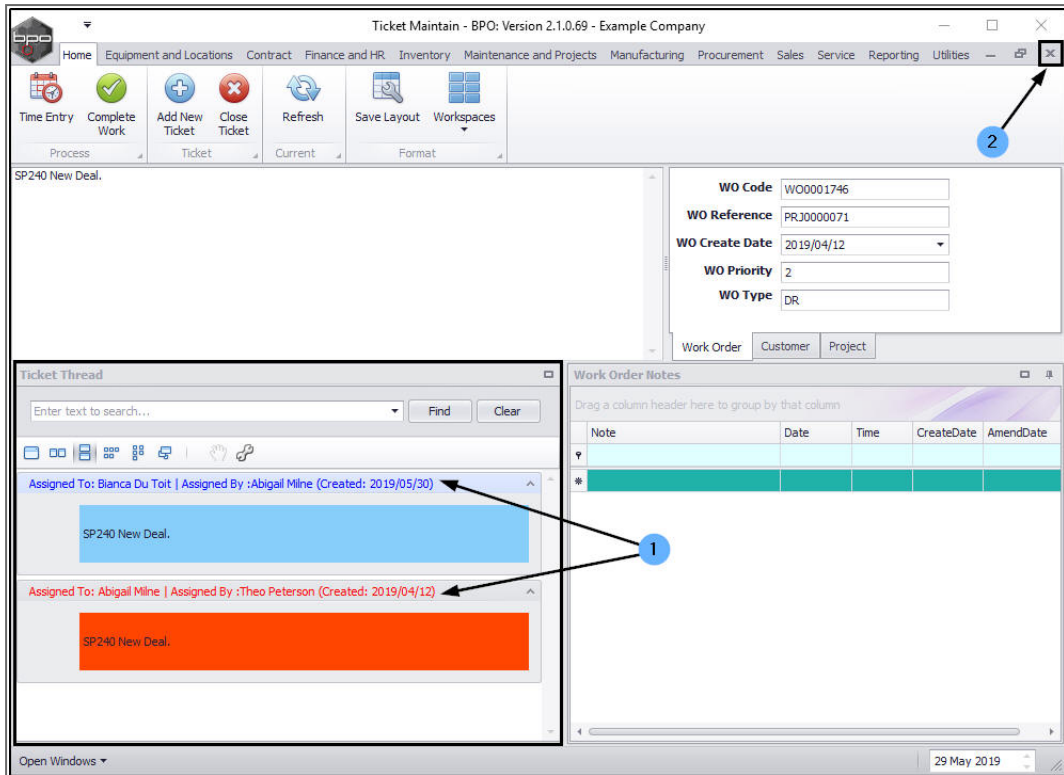 Ticket Maintain - BPO: Version 2.1.0.69 - Example Company
bpo
Home Equipment and Locations Contract Finance and HR Inventory Maintenance and Projects Manufacturing Procurement Sales Service Reporting Utilities
Time Entry Complete Work Add New Ticket Close Ticket Refresh Save Layout Workspaces
Process Ticket Current Format
2
SP240 New Deal.
WO Code WO0001746
WO Reference PRJ0000071
WO Create Date 2019/04/12
WO Priority 2
WO Type DR
Work Order Customer Project
Ticket Thread
Enter text to search... Find Clear
Assigned To: Bianca Du Toit | Assigned By :Abigail Milne (Created: 2019/05/30)
SP240 New Deal.
1
Assigned To: Abigail Milne | Assigned By :Theo Peterson (Created: 2019/04/12)
SP240 New Deal.
Work Order Notes
Drag a column header here to group by that column
Note Date Time CreateDate AmendDate
Open Windows 29 May 2019